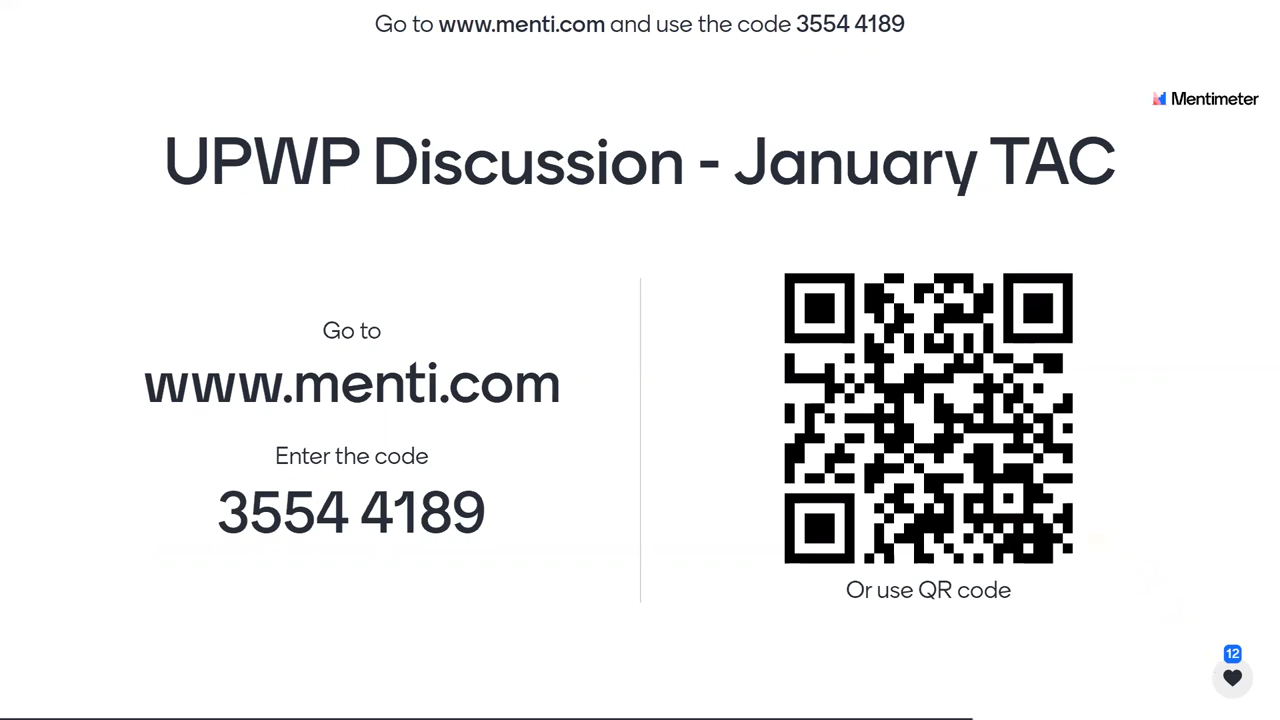 Go to www.menti.com and use the code 3554 4189
Mentimeter
UPWP Discussion - January TAC
Go to
www.menti.com
Enter the code
3554 4189
Or use QR code
12